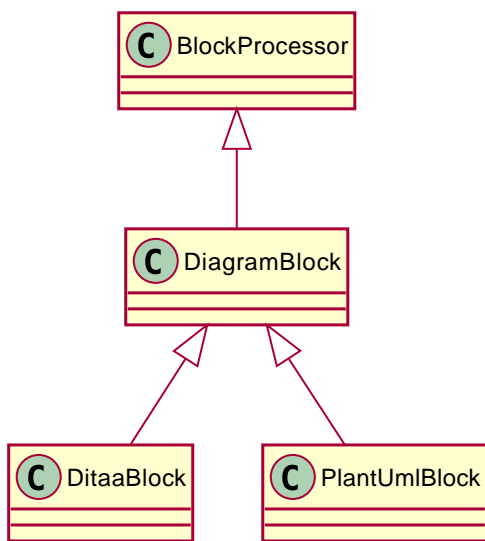 C BlockProcessor
C DiagramBlock
C DitaaBlock
C PlantUmlBlock